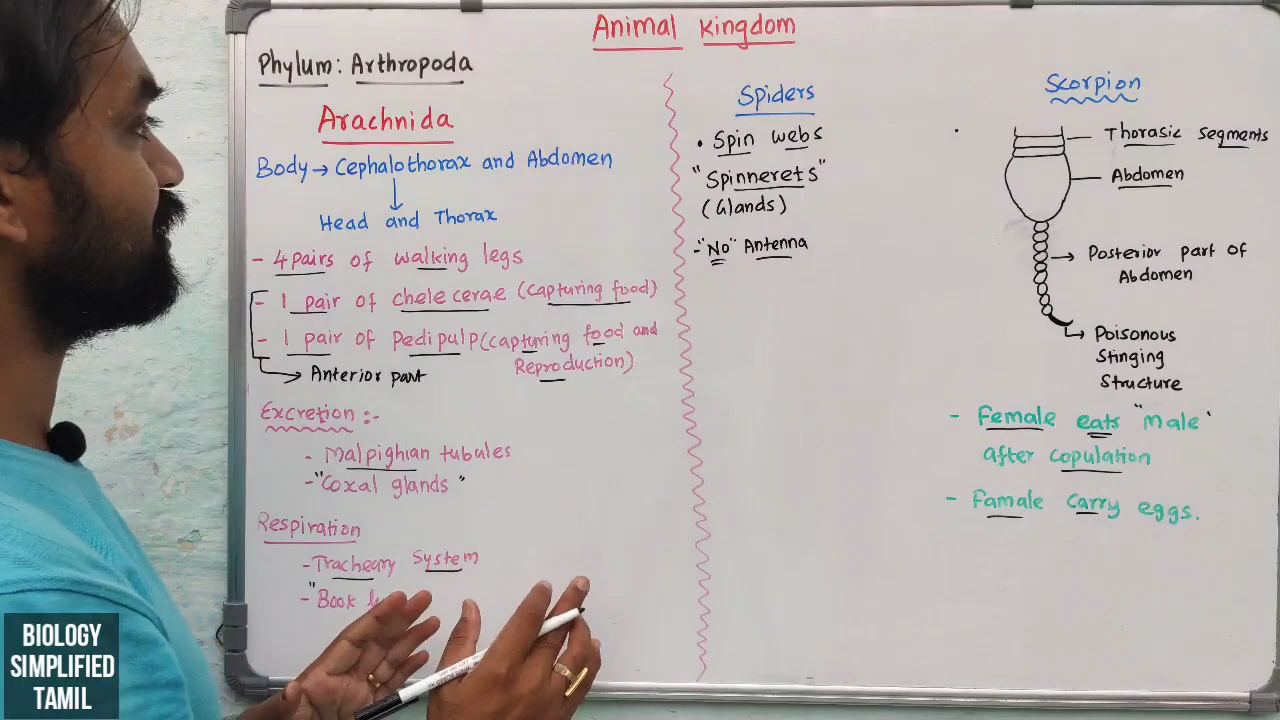 Animal kingdom
Phylum: Arthropoda
Arachnida
Body → Cephalothorax and Abdomen
Head and Thorax
- 4 pairs of walking legs
- 1 pair of chele cerae (capturing food)
- 1 pair of Pedipulp (capturing food and
Reproduction)
Anterior part
Excretion :-
- Malpighian tubules
- "Coxal glands"
Respiration
- Tracheary System
- "Book
Spiders
• Spin webs
"Spinnerets"
(Glands)
- "No" Antenna
Scorpion
Thorasic Segments
Abdomen
Posterior part of
Abdomen
Poisonous
Stinging
Structure
- Female eats "male"
after copulation
- Famale carry eggs.
BIOLOGY
SIMPLIFIED
TAMIL